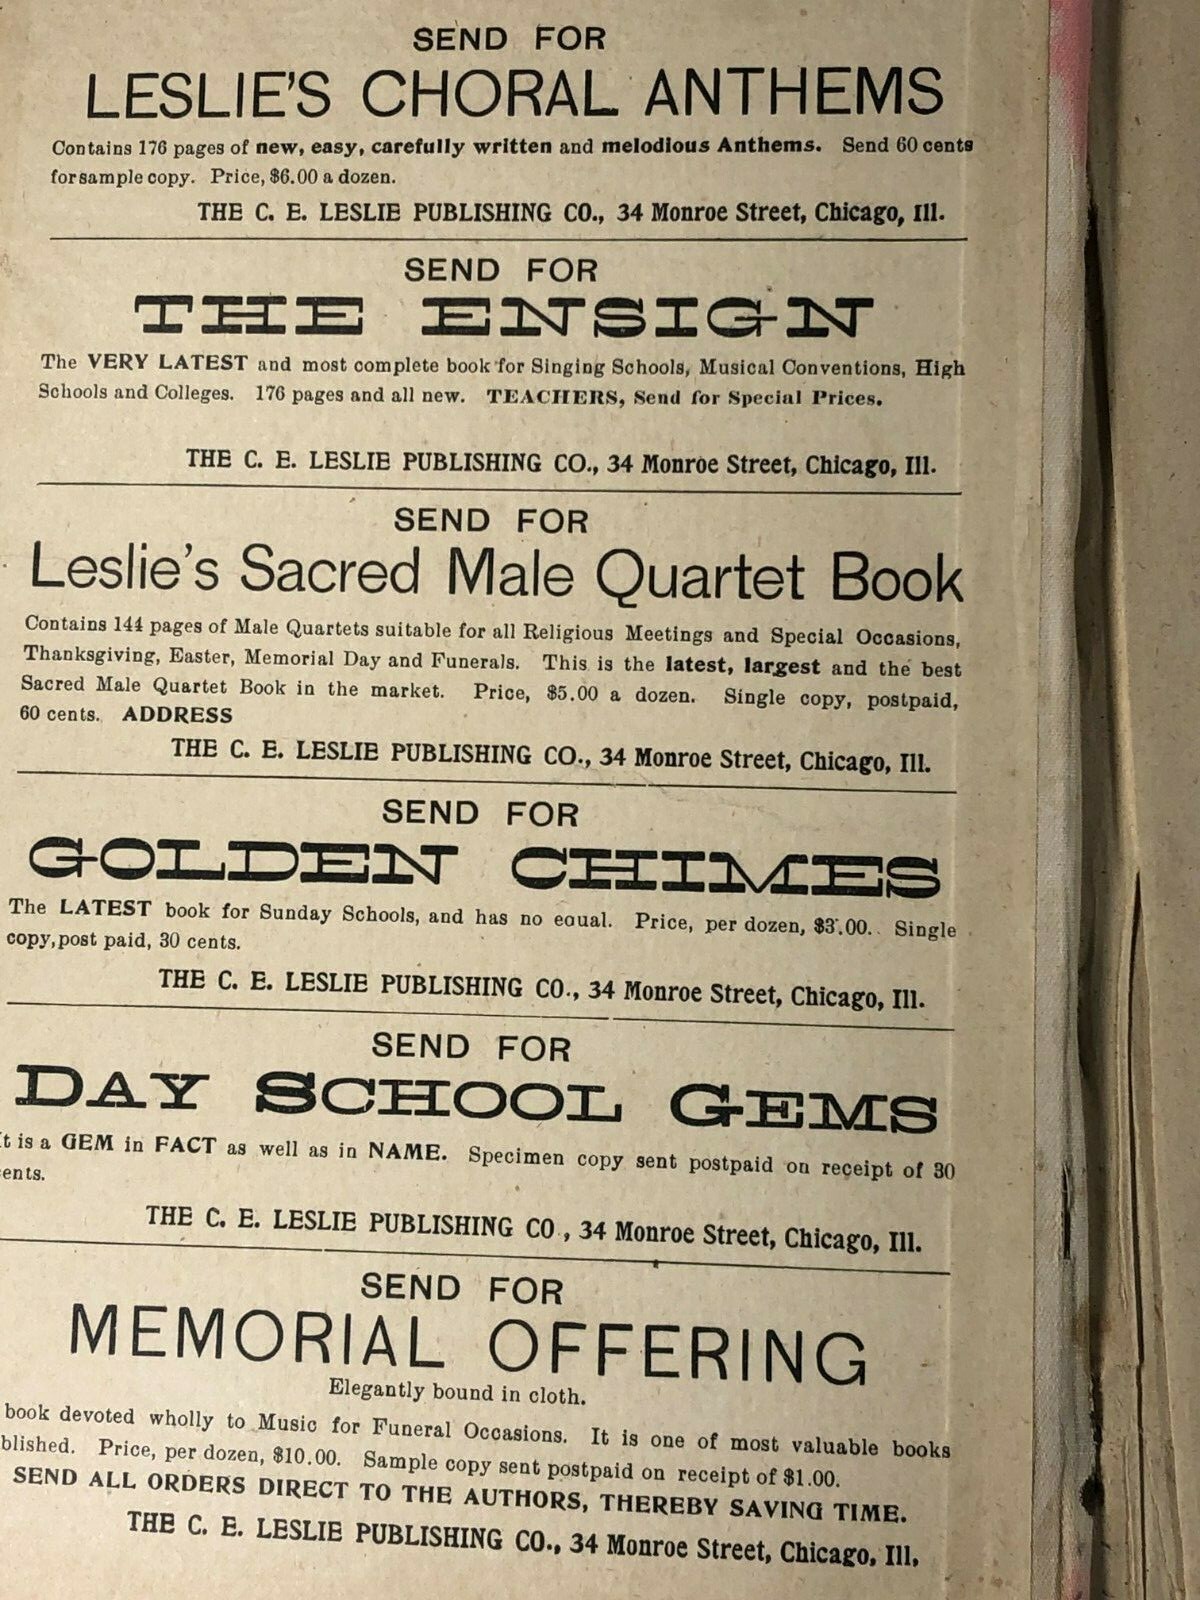 SEND FOR
LESLIE'S CHORAL ANTHEMS
Contains 176 pages of new, easy, carefully written and melodious Anthems. Send 60 cents
for sample copy. Price, $6.00 a dozen.
THE C. E. LESLIE PUBLISHING CO., 34 Monroe Street, Chicago, Ill.
SEND FOR
THE ENSIGN
The VERY LATEST and most complete book for Singing Schools, Musical Conventions, High
Schools and Colleges. 176 pages and all new. TEACHERS, Send for Special Prices.
THE C. E. LESLIE PUBLISHING CO., 34 Monroe Street, Chicago, Ill.
SEND FOR
Leslie's Sacred Male Quartet Book
Contains 144 pages of Male Quartets suitable for all Religious Meetings and Special Occasions,
Thanksgiving, Easter, Memorial Day and Funerals. This is the latest, largest and the best
Sacred Male Quartet Book in the market. Price, $5.00 a dozen. Single copy, postpaid,
60 cents. ADDRESS
THE C. E. LESLIE PUBLISHING CO., 34 Monroe Street, Chicago, Ill.
SEND FOR
GOLDEN CHIMES
The LATEST book for Sunday Schools, and has no equal. Price, per dozen, $3.00. Single
copy, post paid, 30 cents.
THE C. E. LESLIE PUBLISHING CO., 34 Monroe Street, Chicago, Ill.
SEND FOR
DAY SCHOOL GEMS
t is a GEM in FACT as well as in NAME. Specimen copy sent postpaid on receipt of 30
ents.
THE C. E. LESLIE PUBLISHING CO , 34 Monroe Street, Chicago, Ill.
SEND FOR
MEMORIAL OFFERING
Elegantly bound in cloth.
book devoted wholly to Music for Funeral Occasions. It is one of most valuable books
blished. Price, per dozen, $10.00. Sample copy sent postpaid on receipt of $1.00.
SEND ALL ORDERS DIRECT TO THE AUTHORS, THEREBY SAVING TIME.
THE C. E. LESLIE PUBLISHING CO., 34 Monroe Street, Chicago, Ill,